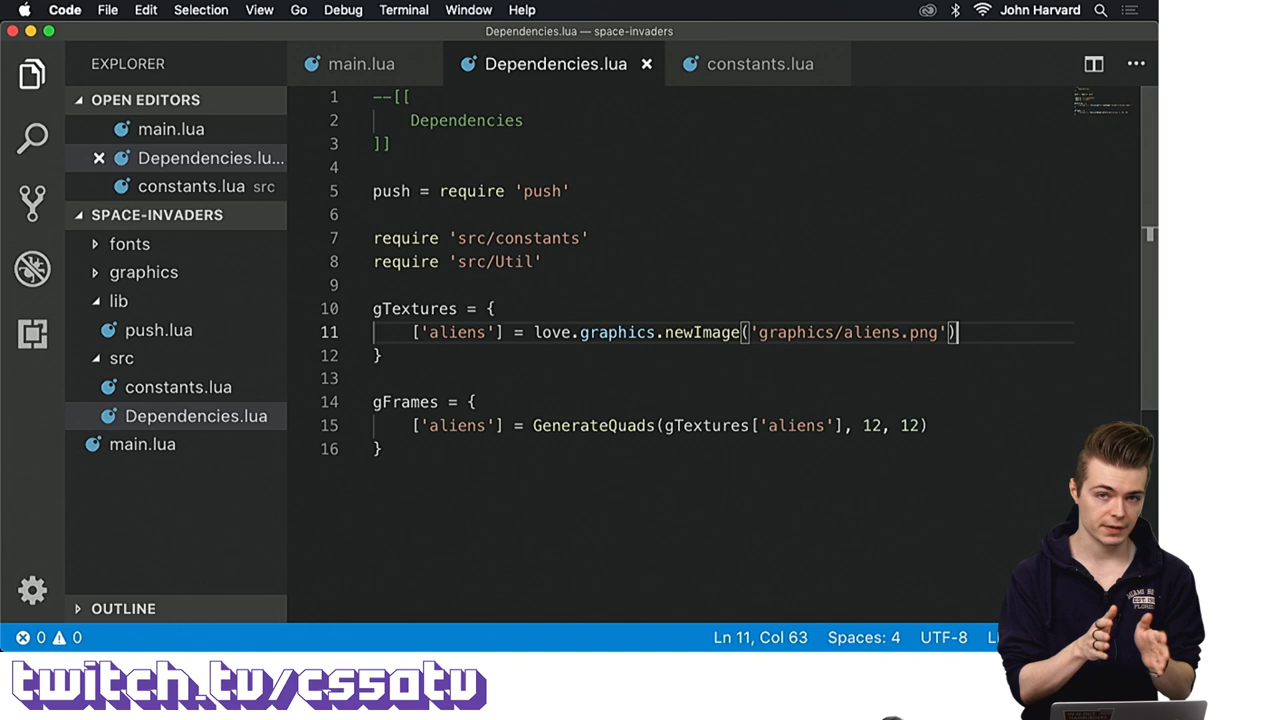 Code File Edit Selection View Go Debug Terminal Window Help John Harvard
Dependencies.lua — space-invaders
EXPLORER
OPEN EDITORS
main.lua
Dependencies.lu...
constants.lua src
SPACE-INVADERS
fonts
graphics
lib
push.lua
src
constants.lua
Dependencies.lua
main.lua
OUTLINE
main.lua Dependencies.lua constants.lua
1 --[[
2 Dependencies
3 ]]
4
5 push = require 'push'
6
7 require 'src/constants'
8 require 'src/Util'
9
10 gTextures = {
11 ['aliens'] = love.graphics.newImage('graphics/aliens.png')
12 }
13
14 gFrames = {
15 ['aliens'] = GenerateQuads(gTextures['aliens'], 12, 12)
16 }
0 0 Ln 11, Col 63 Spaces: 4 UTF-8
MIAMI
twitch.tv/cs50tv